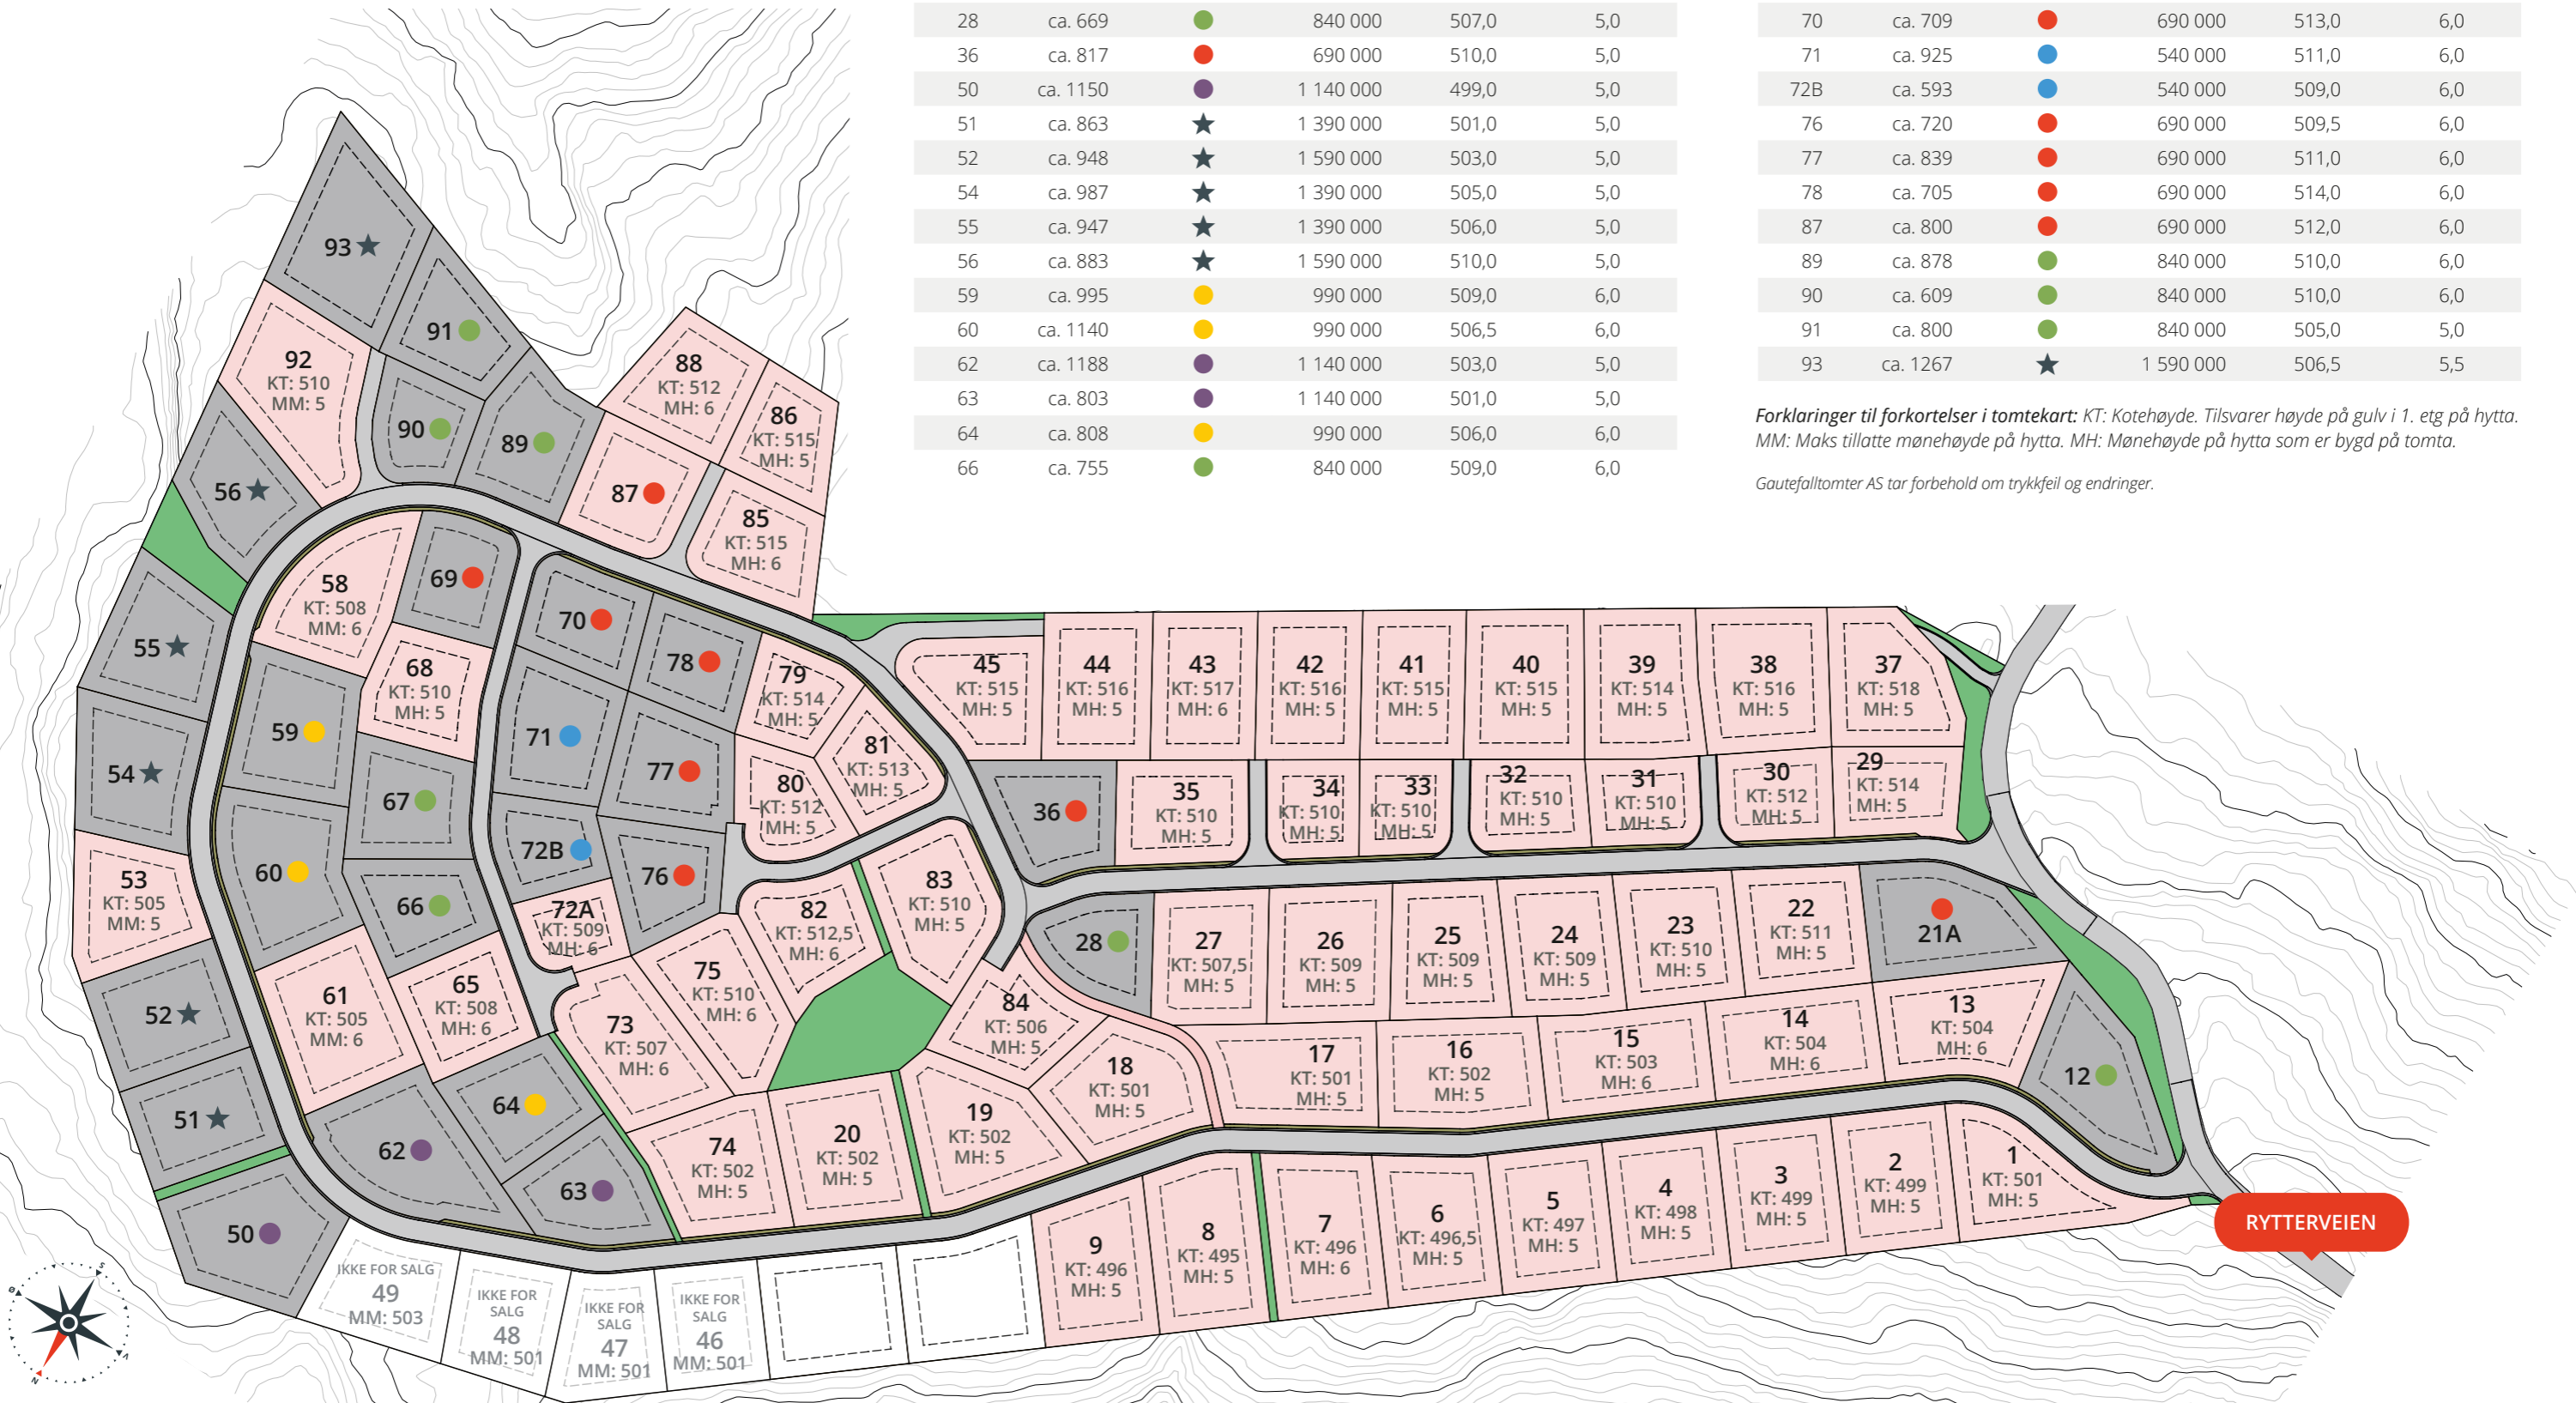 28 ca. 669 840 000 507,0 5,0
36 ca. 817 690 000 510,0 5,0
50 ca. 1150 1 140 000 499,0 5,0
51 ca. 863 1 390 000 501,0 5,0
52 ca. 948 1 590 000 503,0 5,0
54 ca. 987 1 390 000 505,0 5,0
55 ca. 947 1 390 000 506,0 5,0
56 ca. 883 1 590 000 510,0 5,0
59 ca. 995 990 000 509,0 6,0
60 ca. 1140 990 000 506,5 6,0
62 ca. 1188 1 140 000 503,0 5,0
63 ca. 803 1 140 000 501,0 5,0
64 ca. 808 990 000 506,0 6,0
66 ca. 755 840 000 509,0 6,0
70 ca. 709 690 000 513,0 6,0
71 ca. 925 540 000 511,0 6,0
72B ca. 593 540 000 509,0 6,0
76 ca. 720 690 000 509,5 6,0
77 ca. 839 690 000 511,0 6,0
78 ca. 705 690 000 514,0 6,0
87 ca. 800 690 000 512,0 6,0
89 ca. 878 840 000 510,0 6,0
90 ca. 609 840 000 510,0 6,0
91 ca. 800 840 000 505,0 5,0
93 ca. 1267 1 590 000 506,5 5,5
Forklaringer til forkortelser i tomtekart: KT: Kotehøyde. Tilsvarer høyde på gulv i 1. etg på hytta.
MM: Maks tillatte mønehøyde på hytta. MH: Mønehøyde på hytta som er bygd på tomta.
Gautefalltomter AS tar forbehold om trykkfeil og endringer.
93
91
92
KT: 510
MM: 5
90
89
88
KT: 512
MH: 6
86
KT: 515
MH: 5
87
85
KT: 515
MH: 6
56
58
KT: 508
MM: 6
69
70
78
55
68
KT: 510
MH: 5
79
KT: 514
MH: 5
59
71
77
81
KT: 513
MH: 5
54
67
80
KT: 512
MH: 5
60
72B
76
53
KT: 505
MM: 5
66
72A
KT: 509
MH: 6
82
KT: 512,5
MH: 6
83
KT: 510
MH: 5
52
61
KT: 505
MM: 6
65
KT: 508
MH: 6
73
KT: 507
MH: 6
75
KT: 510
MH: 6
84
KT: 506
MH: 5
51
62
64
63
74
KT: 502
MH: 5
20
KT: 502
MH: 5
19
KT: 502
MH: 5
18
KT: 501
MH: 5
50
45
KT: 515
MH: 5
44
KT: 516
MH: 5
43
KT: 517
MH: 6
42
KT: 516
MH: 5
41
KT: 515
MH: 5
40
KT: 515
MH: 5
39
KT: 514
MH: 5
38
KT: 516
MH: 5
37
KT: 518
MH: 5
36
35
KT: 510
MH: 5
34
KT: 510
MH: 5
33
KT: 510
MH: 5
32
KT: 510
MH: 5
31
KT: 510
MH: 5
30
KT: 512
MH: 5
29
KT: 514
MH: 5
28
27
KT: 507,5
MH: 5
26
KT: 509
MH: 5
25
KT: 509
MH: 5
24
KT: 509
MH: 5
23
KT: 510
MH: 5
22
KT: 511
MH: 5
21A
17
KT: 501
MH: 5
16
KT: 502
MH: 5
15
KT: 503
MH: 6
14
KT: 504
MH: 6
13
KT: 504
MH: 6
12
9
KT: 496
MH: 5
8
KT: 495
MH: 5
7
KT: 496
MH: 6
6
KT: 496,5
MH: 5
5
KT: 497
MH: 5
4
KT: 498
MH: 5
3
KT: 499
MH: 5
2
KT: 499
MH: 5
1
KT: 501
MH: 5
RYTTERVEIEN
IKKE FOR SALG
49
MM: 503
IKKE FOR
SALG
48
MM: 501
IKKE FOR
SALG
47
MM: 501
IKKE FOR
SALG
46
MM: 501
S
Ø
V
N